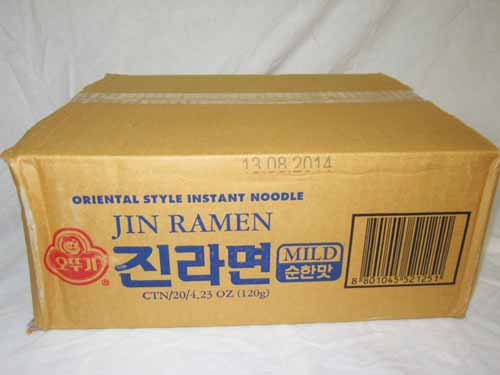 13.08.2014
ORIENTAL STYLE INSTANT NOODLE
JIN RAMEN
오뚜기
®
진라면
MILD
순한맛
CTN/20/4.23 OZ (120g)
8 801045 521251